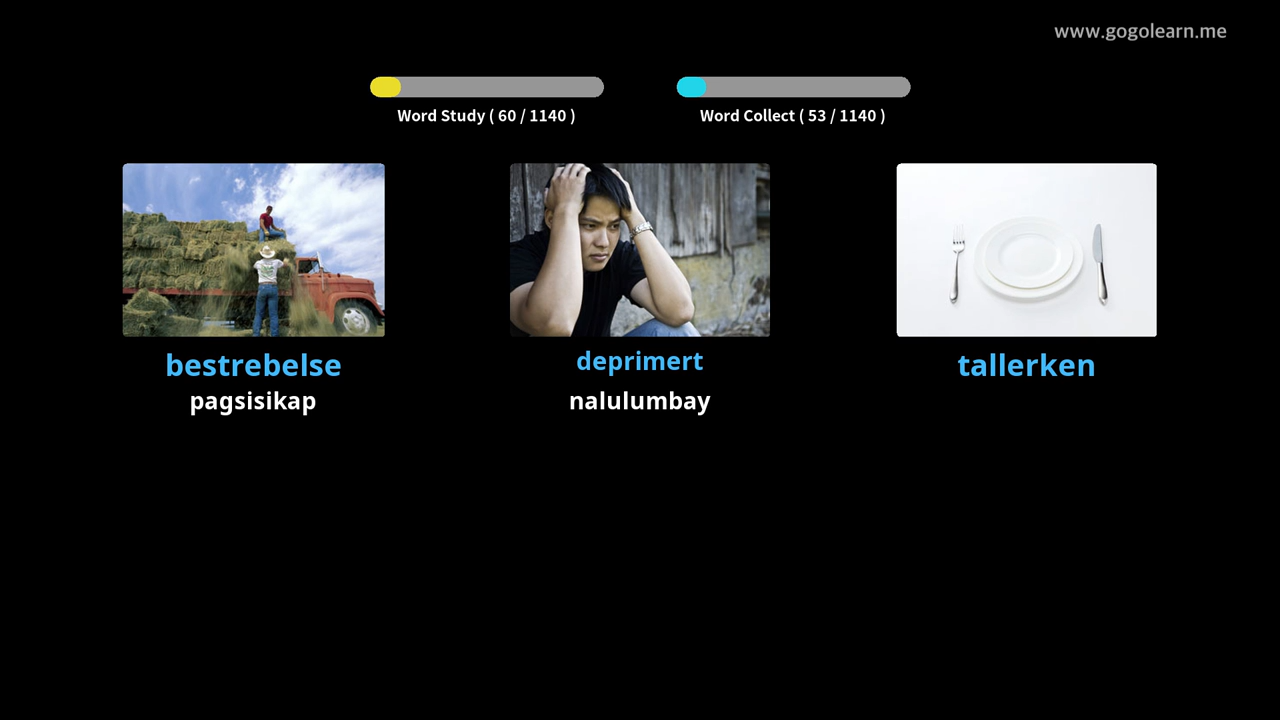 www.gogolearn.me
Word Study ( 60 / 1140 )
Word Collect ( 53 / 1140 )
bestrebelse
pagsisikap
deprimert
nalulumbay
tallerken